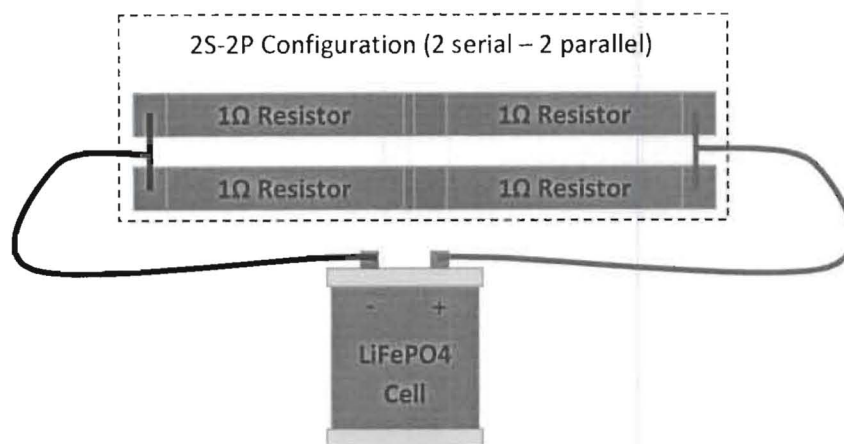 2S-2P Configuration (2 serial – 2 parallel)
1Ω Resistor 1Ω Resistor
1Ω Resistor 1Ω Resistor
- +
LiFePO4
Cell